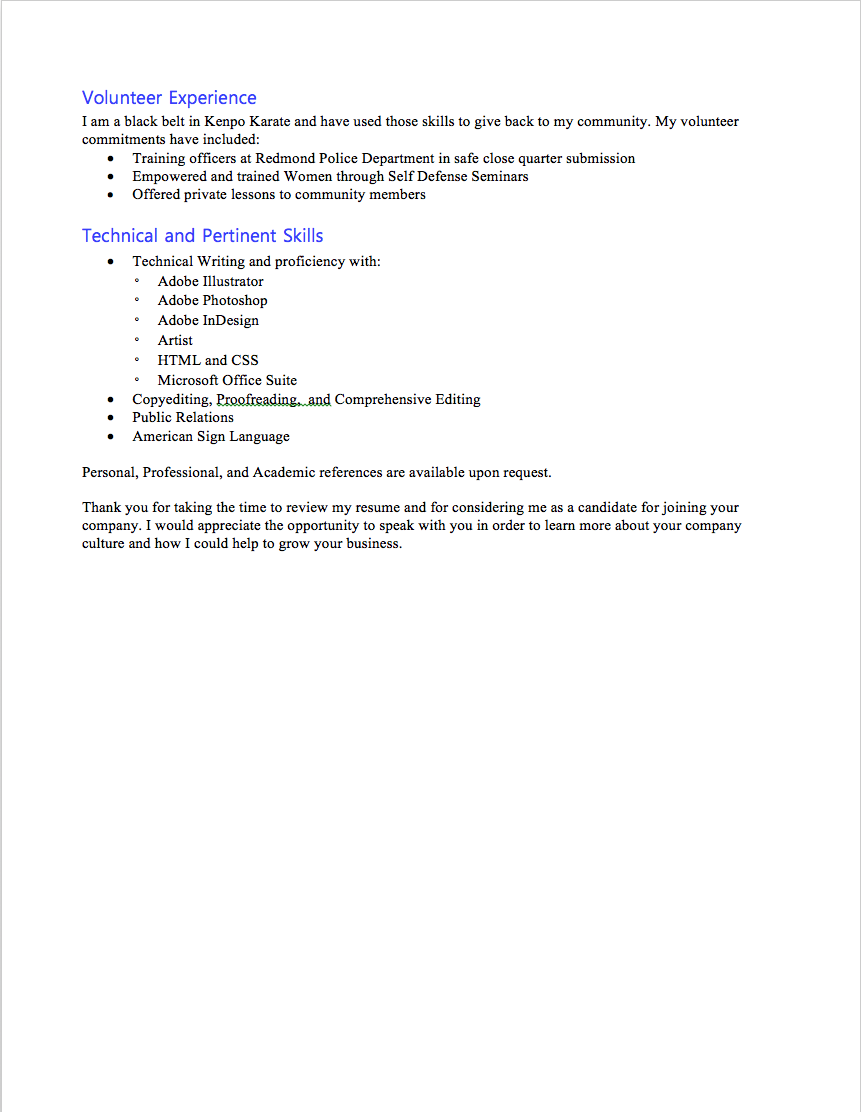 Volunteer Experience
I am a black belt in Kenpo Karate and have used those skills to give back to my community. My volunteer
commitments have included:
• Training officers at Redmond Police Department in safe close quarter submission
• Empowered and trained Women through Self Defense Seminars
• Offered private lessons to community members
Technical and Pertinent Skills
• Technical Writing and proficiency with:
◦ Adobe Illustrator
◦ Adobe Photoshop
◦ Adobe InDesign
◦ Artist
◦ HTML and CSS
◦ Microsoft Office Suite
• Copyediting, Proofreading,  and Comprehensive Editing
• Public Relations
• American Sign Language
Personal, Professional, and Academic references are available upon request.
Thank you for taking the time to review my resume and for considering me as a candidate for joining your
company. I would appreciate the opportunity to speak with you in order to learn more about your company
culture and how I could help to grow your business.